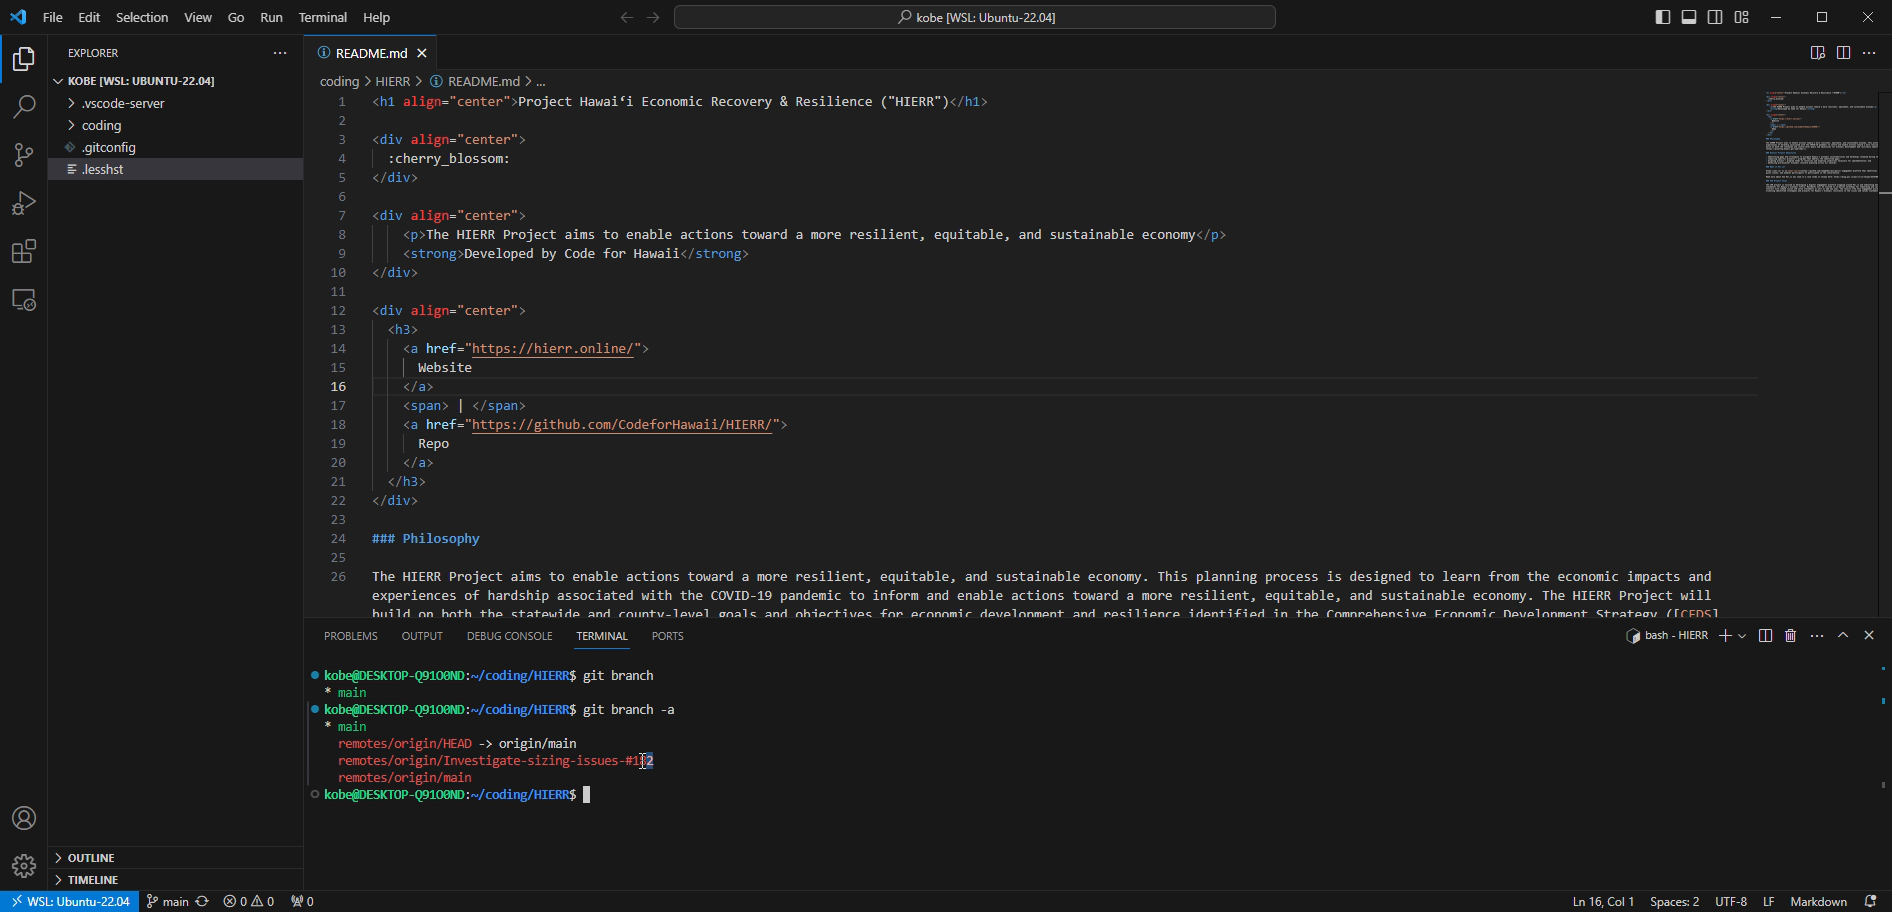 File Edit Selection View Go Run Terminal Help
kobe [WSL: Ubuntu-22.04]
EXPLORER
KOBE [WSL: UBUNTU-22.04]
.vscode-server
coding
.gitconfig
.lesshst
OUTLINE
TIMELINE
README.md
coding > HIERR > README.md > ...
1 <h1 align="center">Project Hawaiʻi Economic Recovery & Resilience ("HIERR")</h1>
2
3 <div align="center">
4 :cherry_blossom:
5 </div>
6
7 <div align="center">
8 <p>The HIERR Project aims to enable actions toward a more resilient, equitable, and sustainable economy</p>
9 <strong>Developed by Code for Hawaii</strong>
10 </div>
11
12 <div align="center">
13 <h3>
14 <a href="https://hierr.online/">
15 Website
16 </a>
17 <span> | </span>
18 <a href="https://github.com/CodeforHawaii/HIERR/">
19 Repo
20 </a>
21 </h3>
22 </div>
23
24 ### Philosophy
25
26 The HIERR Project aims to enable actions toward a more resilient, equitable, and sustainable economy. This planning process is designed to learn from the economic impacts and
experiences of hardship associated with the COVID-19 pandemic to inform and enable actions toward a more resilient, equitable, and sustainable economy. The HIERR Project will
build on both the statewide and county-level goals and objectives for economic development and resilience identified in the Comprehensive Economic Development Strategy ([CEDS]
PROBLEMS OUTPUT DEBUG CONSOLE TERMINAL PORTS
bash - HIERR
kobe@DESKTOP-Q91O0ND:~/coding/HIERR$ git branch
* main
kobe@DESKTOP-Q91O0ND:~/coding/HIERR$ git branch -a
* main
remotes/origin/HEAD -> origin/main
remotes/origin/main
kobe@DESKTOP-Q91O0ND:~/coding/HIERR$
WSL: Ubuntu-22.04 main 0 0 0
Ln 16, Col 1 Spaces: 2 UTF-8 LF Markdown